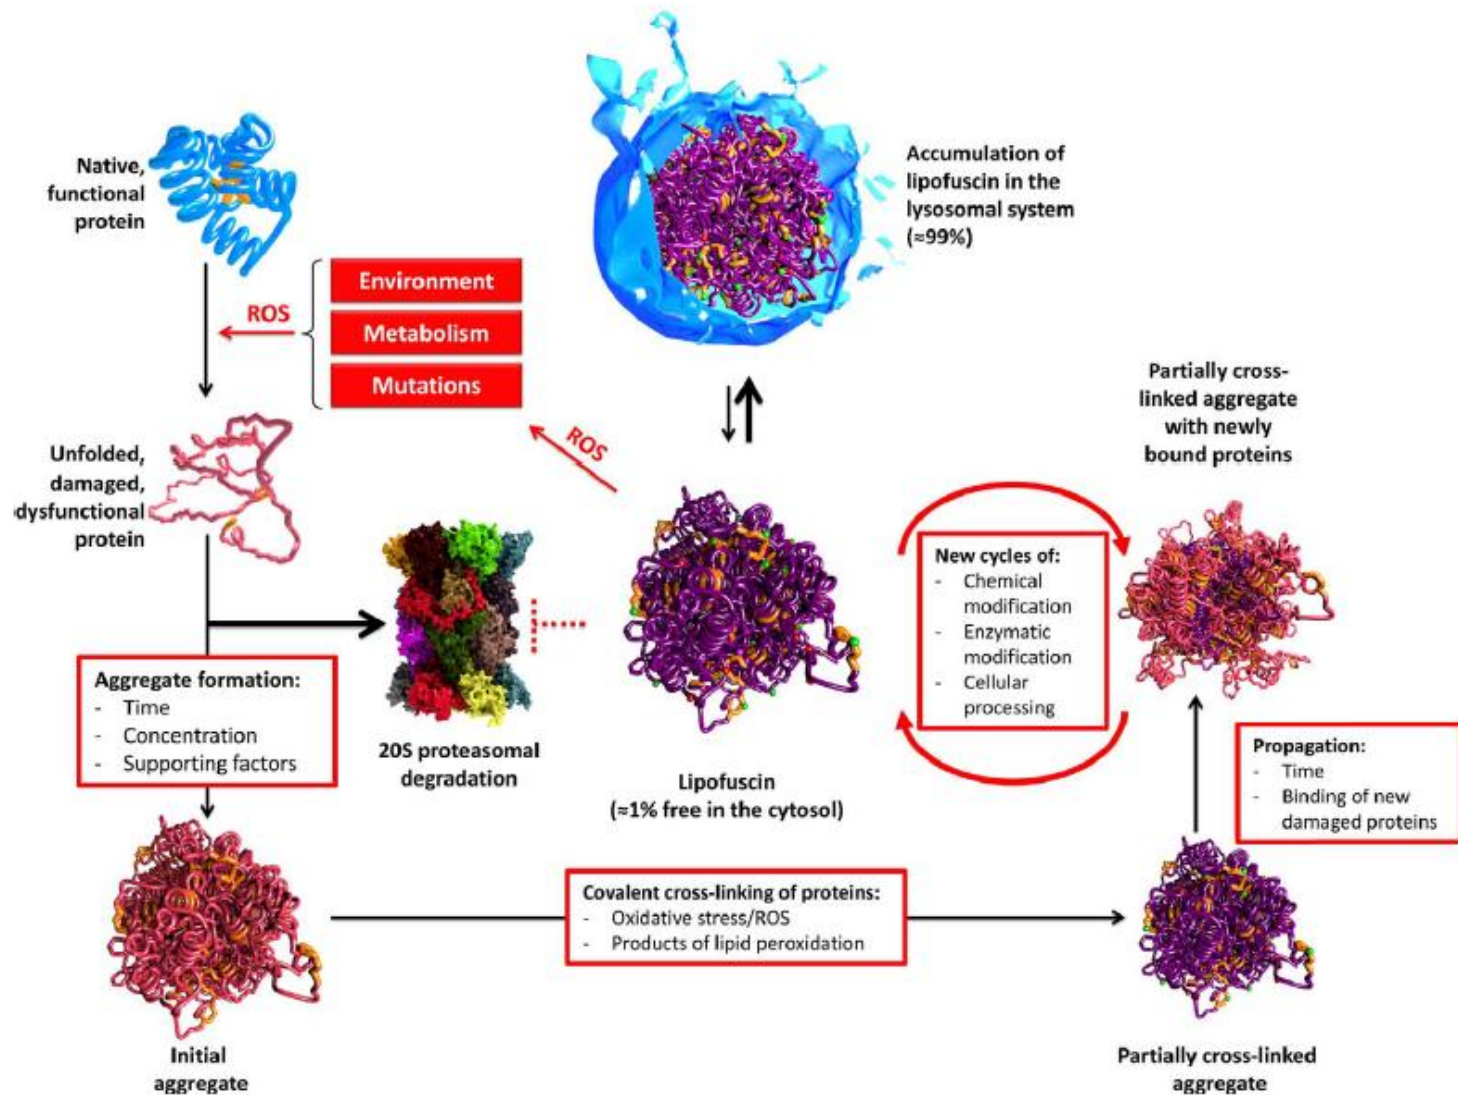 Native,
functional
protein
ROS
Environment
Metabolism
Mutations
Accumulation of
lipofuscin in the
lysosomal system
(≈99%)
Unfolded,
damaged,
dysfunctional
protein
ROS
Partially cross-
linked aggregate
with newly
bound proteins
New cycles of:
- Chemical
modification
- Enzymatic
modification
- Cellular
processing
Aggregate formation:
- Time
- Concentration
- Supporting factors
20S proteasomal
degradation
Lipofuscin
(≈1% free in the cytosol)
Propagation:
- Time
- Binding of new
damaged proteins
Covalent cross-linking of proteins:
- Oxidative stress/ROS
- Products of lipid peroxidation
Initial
aggregate
Partially cross-linked
aggregate